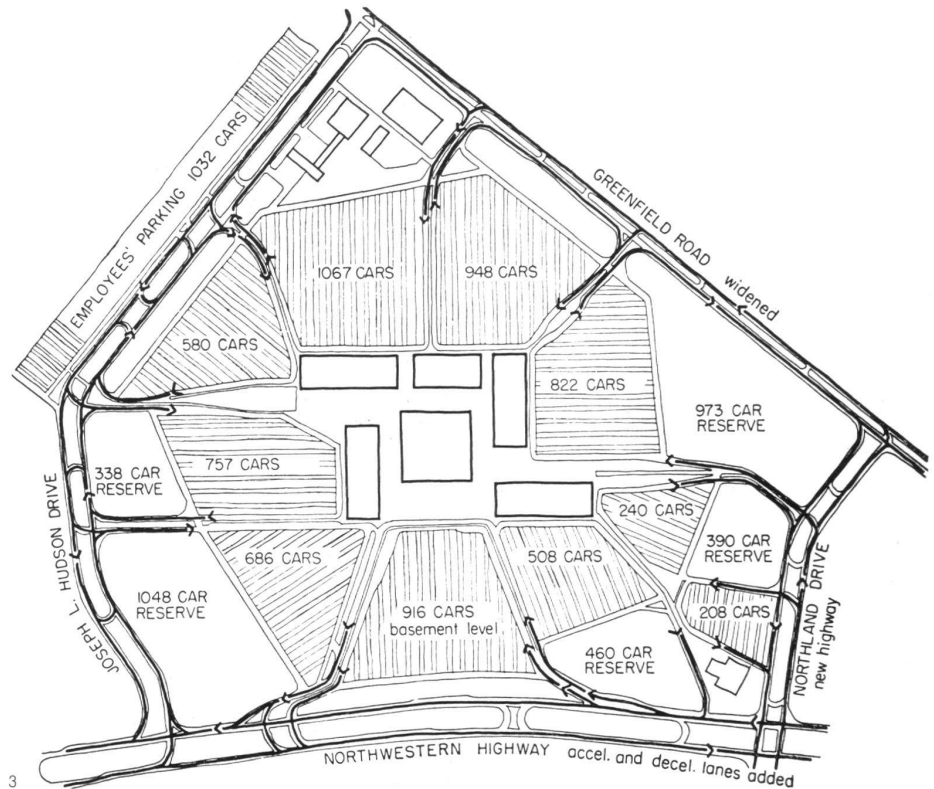 EMPLOYEES' PARKING 1032 CARS
GREENFIELD ROAD widened
1067 CARS
948 CARS
580 CARS
822 CARS
973 CAR
RESERVE
757 CARS
338 CAR
RESERVE
240 CARS
390 CAR
RESERVE
686 CARS
508 CARS
JOSEPH L. HUDSON DRIVE
1048 CAR
RESERVE
916 CARS
basement level
208 CARS
460 CAR
RESERVE
NORTHLAND DRIVE
new highway
NORTHWESTERN HIGHWAY accel. and decel. lanes added
3